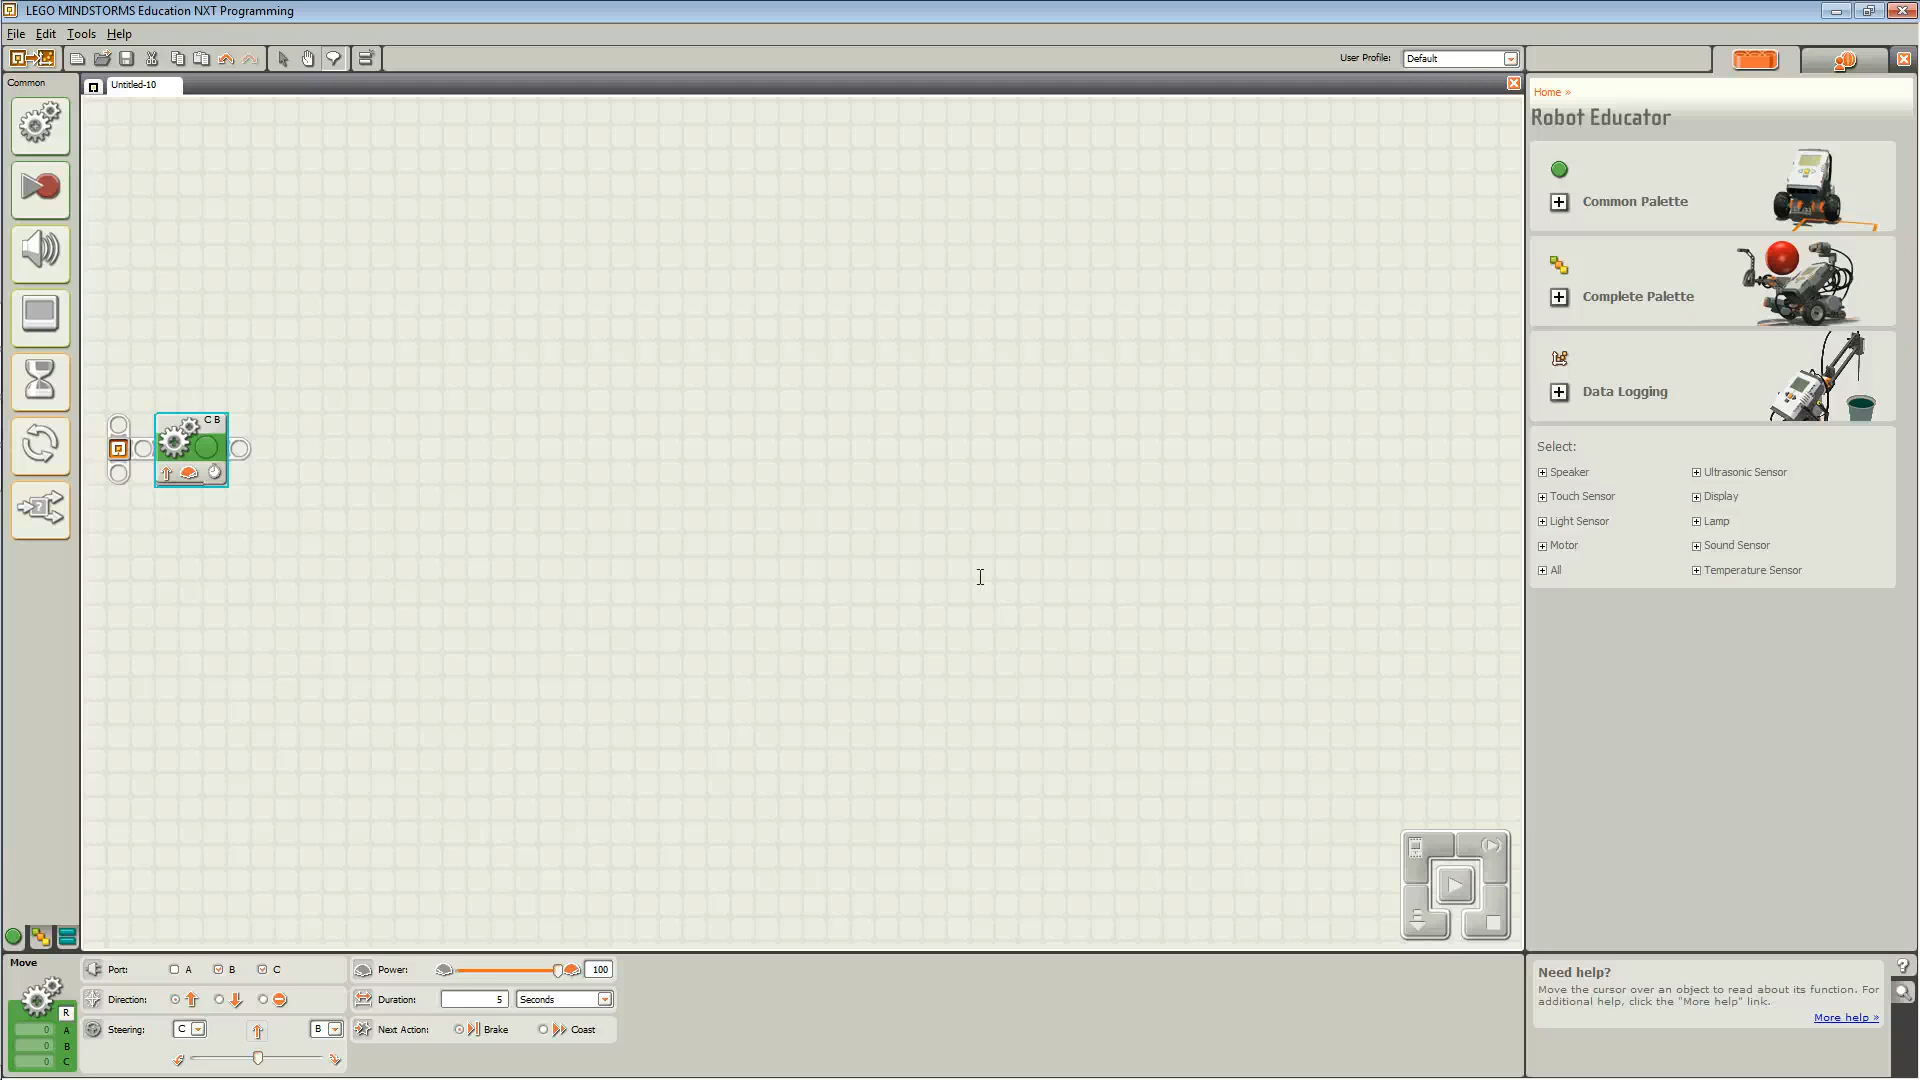 LEGO MINDSTORMS Education NXT Programming
File Edit Tools Help
User Profile: Default
Common
Untitled-10
Home »
Robot Educator
Common Palette
Complete Palette
Data Logging
Select:
Speaker Ultrasonic Sensor
Touch Sensor Display
Light Sensor Lamp
Motor Sound Sensor
All Temperature Sensor
C B
Move
Port: A B C
Power: 100
Direction:
Duration: 5 Seconds
Steering: C B
Next Action: Brake Coast
R
0 A
0 B
0 C
Need help?
Move the cursor over an object to read about its function. For
additional help, click the "More help" link.
More help »